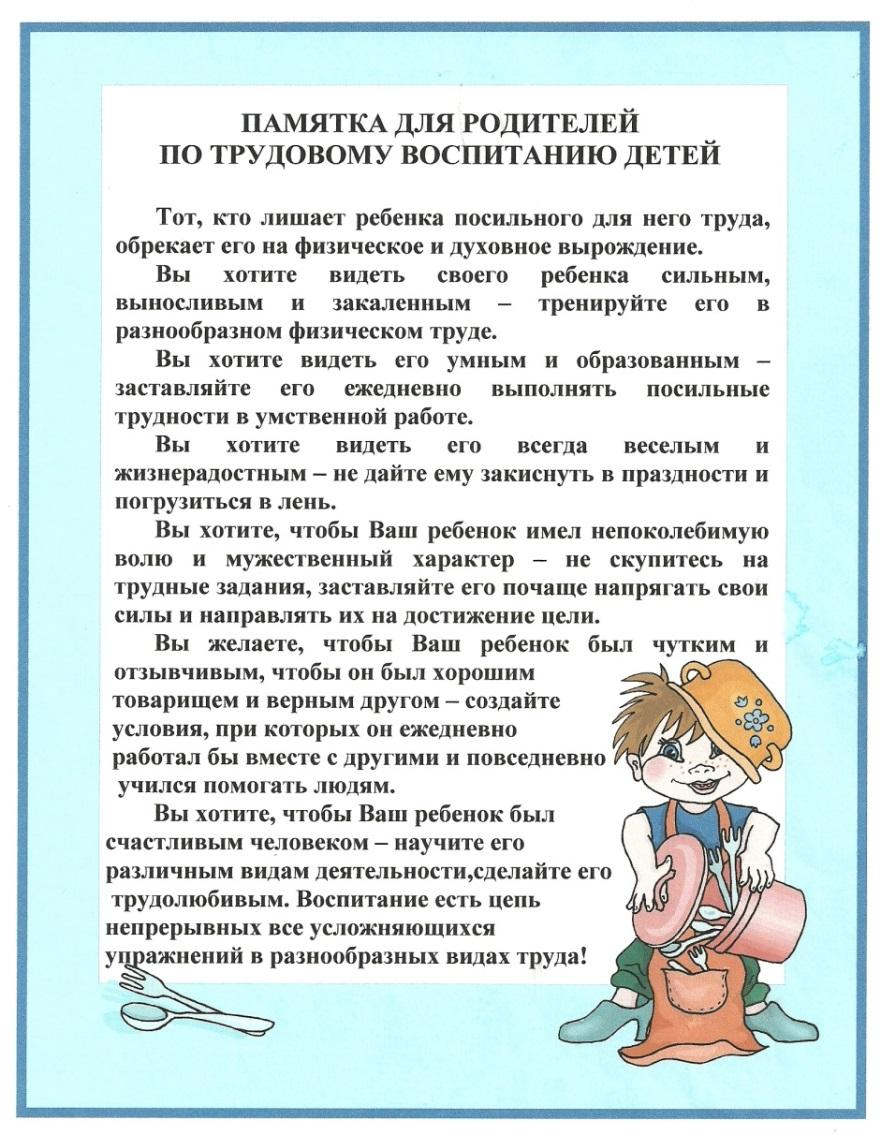 ПАМЯТКА ДЛЯ РОДИТЕЛЕЙ
ПО ТРУДОВОМУ ВОСПИТАНИЮ ДЕТЕЙ
Тот, кто лишает ребенка посильного для него труда,
обрекает его на физическое и духовное вырождение.
Вы хотите видеть своего ребенка сильным,
выносливым и закаленным – тренируйте его в
разнообразном физическом труде.
Вы хотите видеть его умным и образованным –
заставляйте его ежедневно выполнять посильные
трудности в умственной работе.
Вы хотите видеть его всегда веселым и
жизнерадостным – не дайте ему закиснуть в праздности и
погрузиться в лень.
Вы хотите, чтобы Ваш ребенок имел непоколебимую
волю и мужественный характер – не скупитесь на
трудные задания, заставляйте его почаще напрягать свои
силы и направлять их на достижение цели.
Вы желаете, чтобы Ваш ребенок был чутким и
отзывчивым, чтобы он был хорошим
товарищем и верным другом – создайте
условия, при которых он ежедневно
работал бы вместе с другими и повседневно
учился помогать людям.
Вы хотите, чтобы Ваш ребенок был
счастливым человеком – научите его
различным видам деятельности,сделайте его
трудолюбивым. Воспитание есть цепь
непрерывных все усложняющихся
упражнений в разнообразных видах труда!